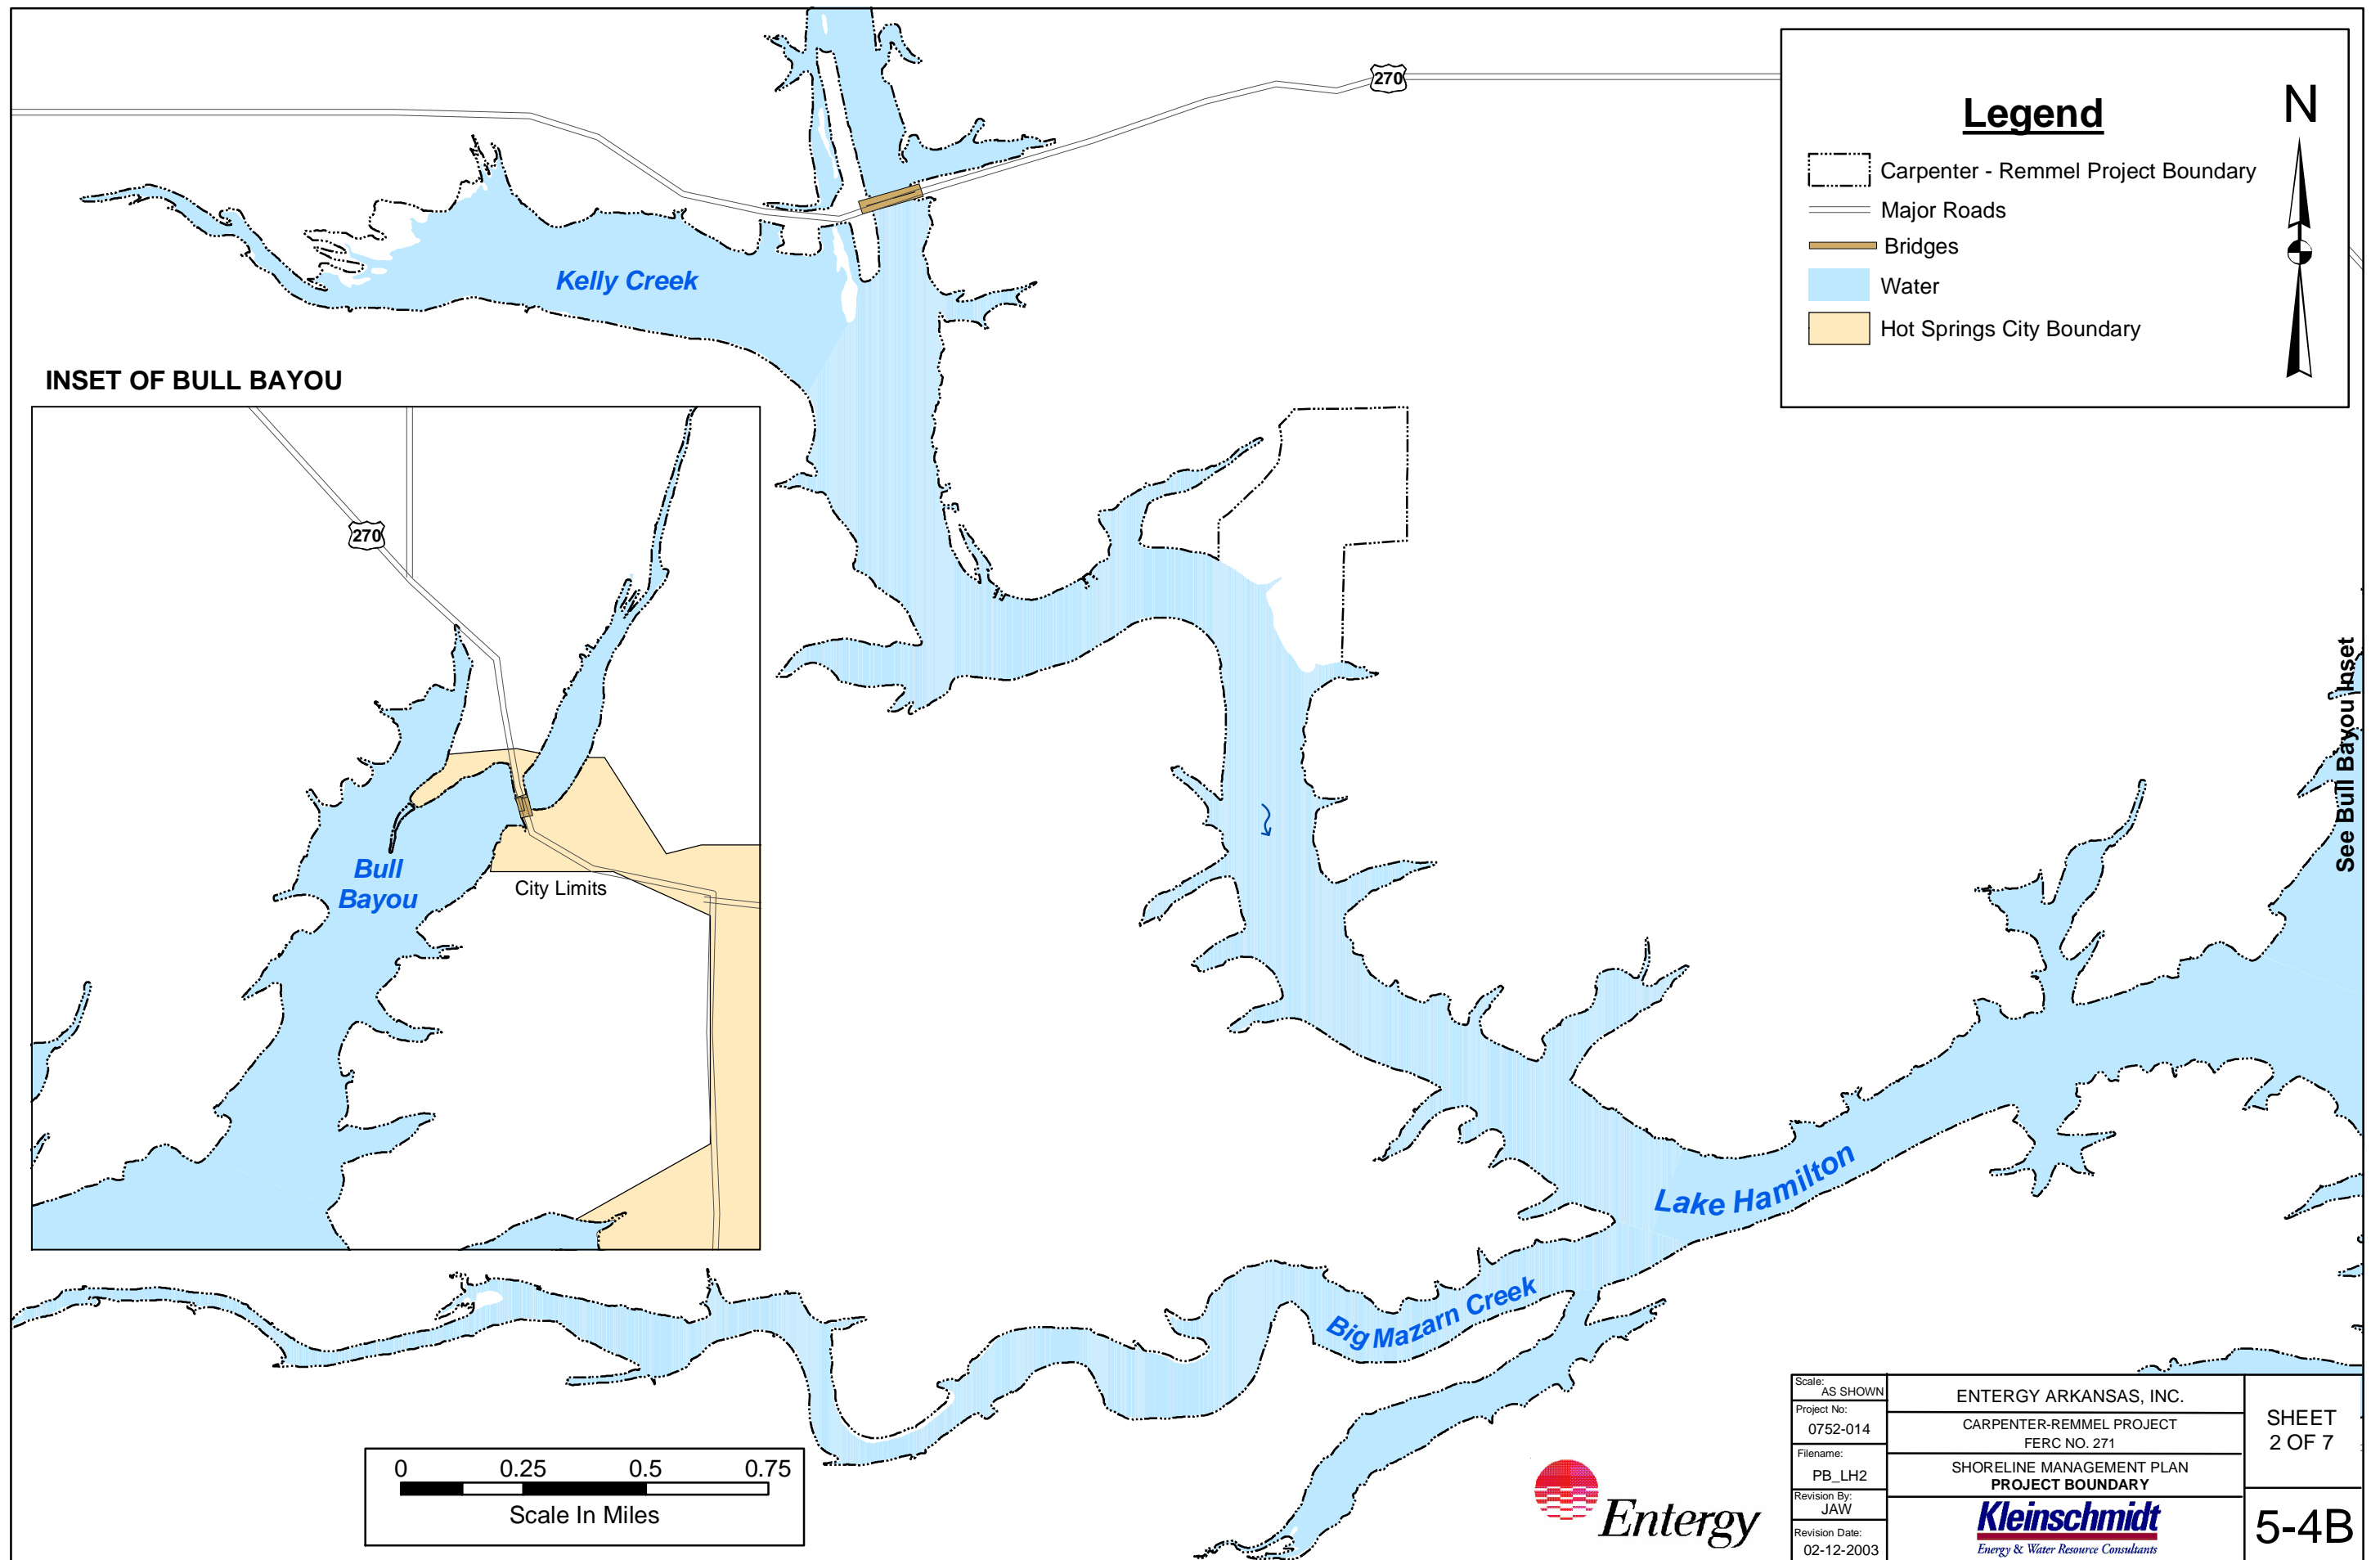 270
Legend
N
Carpenter - Remmel Project Boundary
Major Roads
Bridges
Water
Hot Springs City Boundary
Kelly Creek
INSET OF BULL BAYOU
270
Bull
Bayou
City Limits
See Bull Bayou Inset
Lake Hamilton
Big Mazarn Creek
0 0.25 0.5 0.75
Scale In Miles
Entergy
Scale:
AS SHOWN
Project No:
0752-014
Filename:
PB_LH2
Revision By:
JAW
Revision Date:
02-12-2003
ENTERGY ARKANSAS, INC.
CARPENTER-REMMEL PROJECT
FERC NO. 271
SHORELINE MANAGEMENT PLAN
PROJECT BOUNDARY
Kleinschmidt
Energy & Water Resource Consultants
SHEET
2 OF 7
5-4B